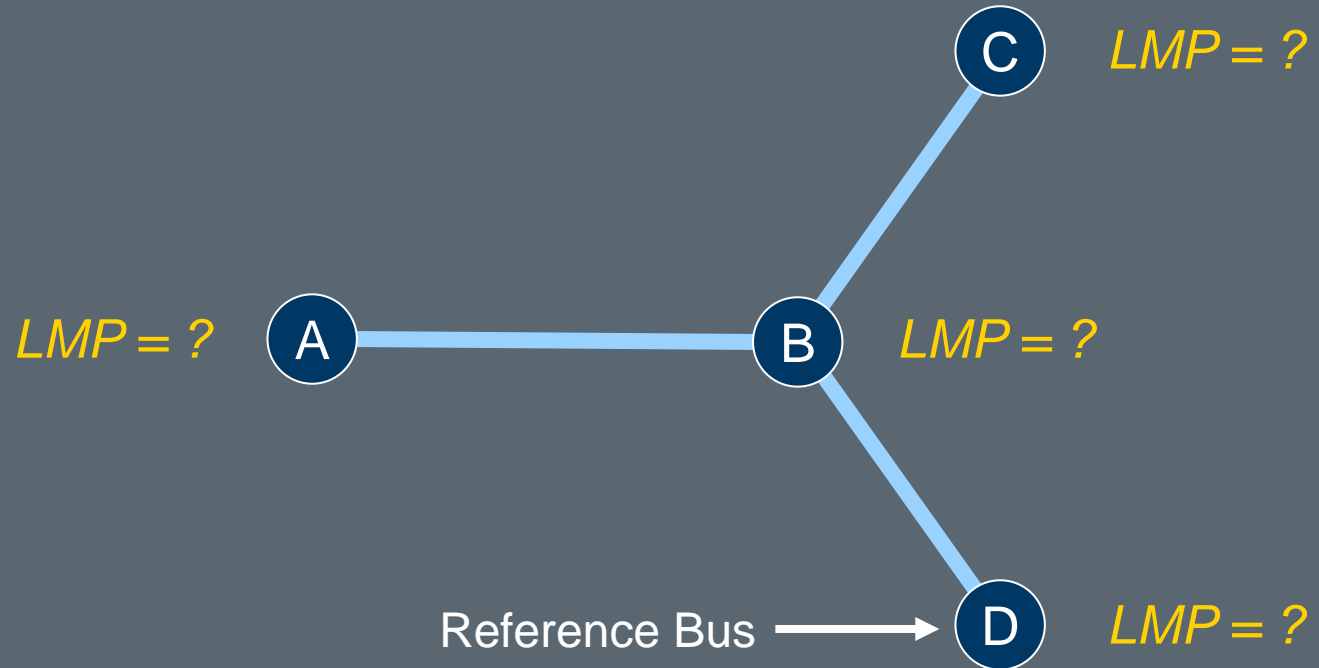 C LMP = ?
LMP = ? A B LMP = ?
Reference Bus D LMP = ?